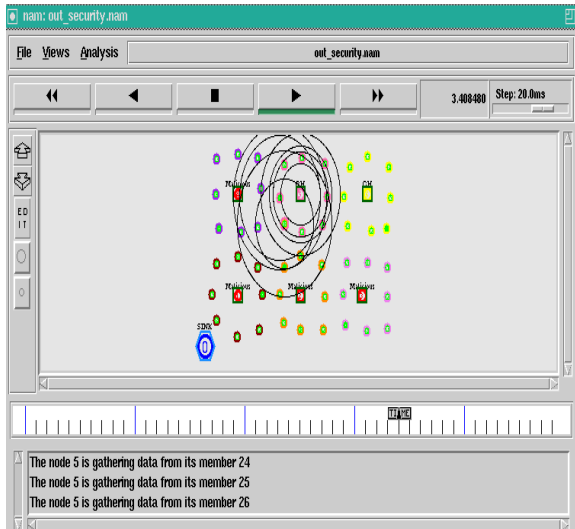 nam: out_security.nam
File Views Analysis out_security.nam
3.408480 Step: 20.0ms
ED
IT
Malicious CH CH
Malicious Malicious Malicious
SINK
0
TIME
The node 5 is gathering data from its member 24
The node 5 is gathering data from its member 25
The node 5 is gathering data from its member 26